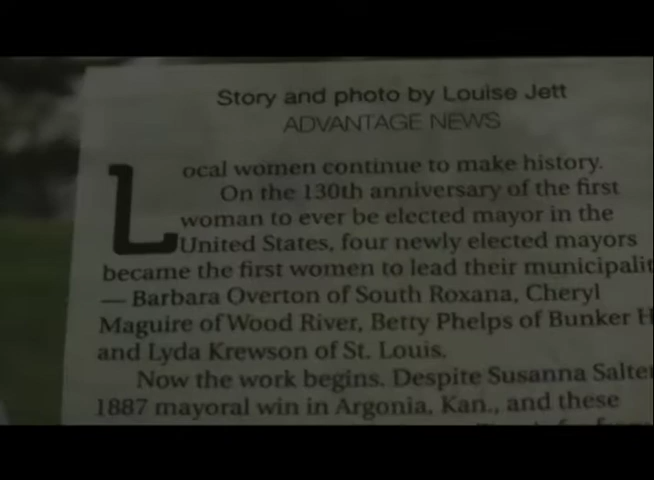 Story and photo by Louise Jett
ADVANTAGE NEWS
Local women continue to make history.
On the 130th anniversary of the first
woman to ever be elected mayor in the
United States, four newly elected mayors
became the first women to lead their municipalit
— Barbara Overton of South Roxana, Cheryl
Maguire of Wood River, Betty Phelps of Bunker H
and Lyda Krewson of St. Louis.
Now the work begins. Despite Susanna Salter
1887 mayoral win in Argonia, Kan., and these